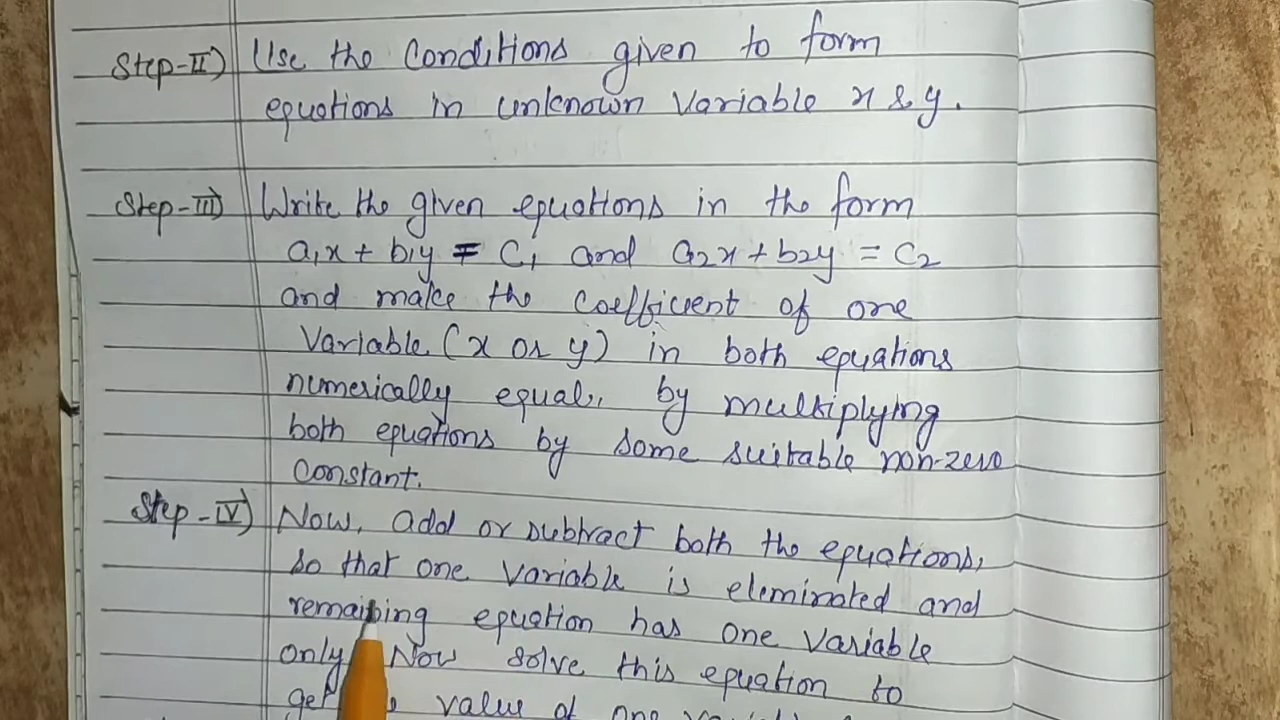 Step-II) Use the conditions given to form
equations in unknown variable x & y.
Step-III) Write the given equations in the form
a₁x + b₁y = C₁ and a₂x + b₂y = C₂
and make the coefficient of one
variable (x or y) in both equations
numerically equal, by multiplying
both equations by some suitable non-zero
constant.
Step-IV) Now, add or subtract both the equations,
so that one variable is eleminated and
remaining equation has one variable
only. Now solve this equation to
get value of one